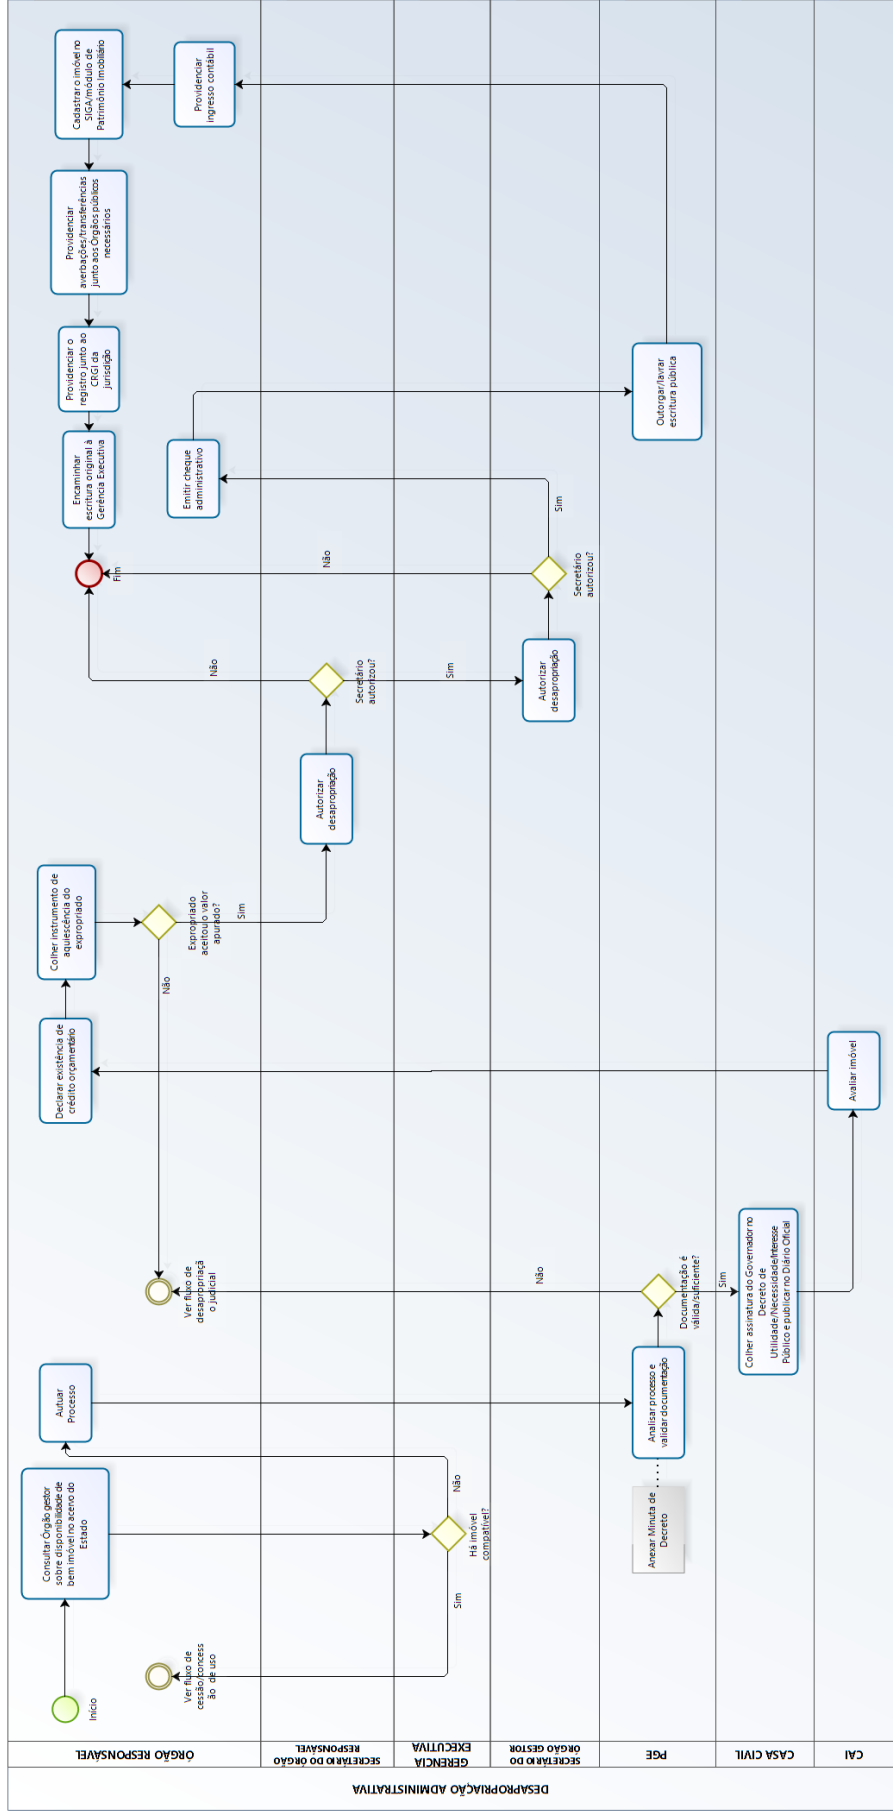 DESAPROPRIAÇÃO ADMINISTRATIVA
ÓRGÃO RESPONSÁVEL
Início
Consultar Órgão gestor
sobre disponibilidade de
bem imóvel no acervo do
Estado
Ver fluxo de
cessão/concess
ão de uso
Autuar
Processo
Ver fluxo de
desapropriaçã
o judicial
Declarar existência de
crédito orçamentário
Colher instrumento de
aquiescência do
expropriado
Expropriado
aceitou o valor
apurado?
Não
Sim
Não
Fim
Encaminhar
escritura original à
Gerência Executiva
Emitir cheque
administrativo
Providenciar o
registro junto ao
CRGI da
jurisdição
Providenciar
averbações/transferências
junto aos Órgãos públicos
necessários
Cadastrar o imóvel no
SIGA/módulo de
Patrimônio Imobiliário
Providenciar
ingresso contábil
SECRETÁRIO DO ÓRGÃO
RESPONSÁVEL
Autorizar
desapropriação
Secretário
autorizou?
Não
GERENCIA
EXECUTIVA
Sim
Há imóvel
compatível?
Não
Sim
SECRETÁRIO DO
ÓRGÃO GESTOR
Não
Autorizar
desapropriação
Secretário
autorizou?
Sim
PGE
Anexar Minuta de
Decreto
Analisar processo e
validar documentação
Documentação é
válida/suficiente?
Outorgar/lavrar
escritura pública
CASA CIVIL
Sim
Colher assinatura do Governador no
Decreto de
Utilidade/Necessidade/Interesse
Público e publicar no Diário Oficial
CAI
Avaliar imóvel